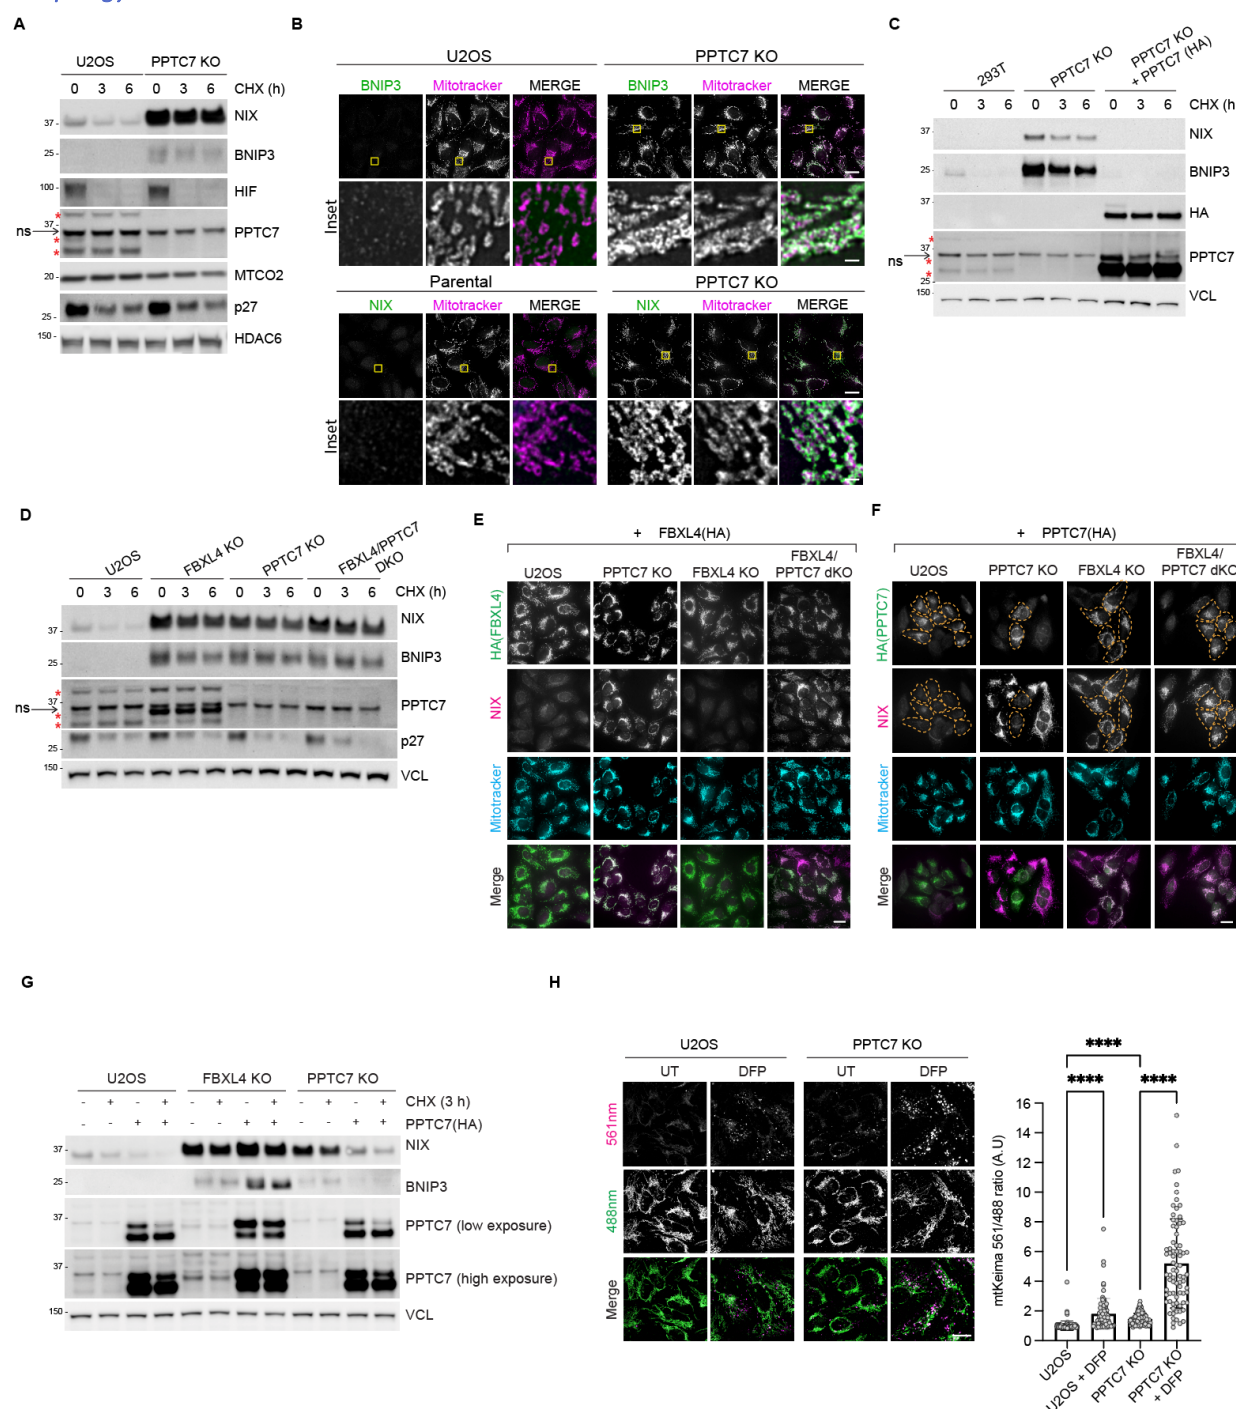 A
U2OS PPTC7 KO
0 3 6 0 3 6 CHX (h)
37 - NIX
25 - BNIP3
100 - HIF
*
37 -
ns PPTC7
*
*
20 - MTCO2
p27
25 -
150 - HDAC6
B
U2OS PPTC7 KO
BNIP3 Mitotracker MERGE BNIP3 Mitotracker MERGE
Inset
Parental PPTC7 KO
NIX Mitotracker MERGE NIX Mitotracker MERGE
Inset
C
293T PPTC7 KO PPTC7 KO + PPTC7 (HA)
0 3 6 0 3 6 0 3 6 CHX (h)
37 - NIX
25 - BNIP3
37 -
HA
*
37
ns PPTC7
*
*
25 -
150 - VCL
D
U2OS FBXL4 KO PPTC7 KO FBXL4/PPTC7 DKO
0 3 6 0 3 6 0 3 6 0 3 6 CHX (h)
NIX
37 -
25 - BNIP3
*
37
ns PPTC7
*
*
p27
25 -
150 - VCL
E
+ FBXL4(HA)
U2OS PPTC7 KO FBXL4 KO FBXL4/ PPTC7 dKO
HA(FBXL4)
NIX
Mitotracker
Merge
F
+ PPTC7(HA)
U2OS PPTC7 KO FBXL4 KO FBXL4/ PPTC7 dKO
HA(PPTC7)
NIX
Mitotracker
Merge
G
U2OS FBXL4 KO PPTC7 KO
- + - + - + - + - + - + CHX (3 h)
- - + + - - + + - - + + PPTC7(HA)
37 - NIX
25 - BNIP3
37 -
PPTC7 (low exposure)
37 -
PPTC7 (high exposure)
150 - VCL
H
U2OS PPTC7 KO
UT DFP UT DFP
561nm
488nm
Merge
****
**** ****
mtKeima 561/488 ratio (A.U)
16
14
12
10
8
6
4
2
0
U2OS
U2OS + DFP
PPTC7 KO
PPTC7 KO + DFP